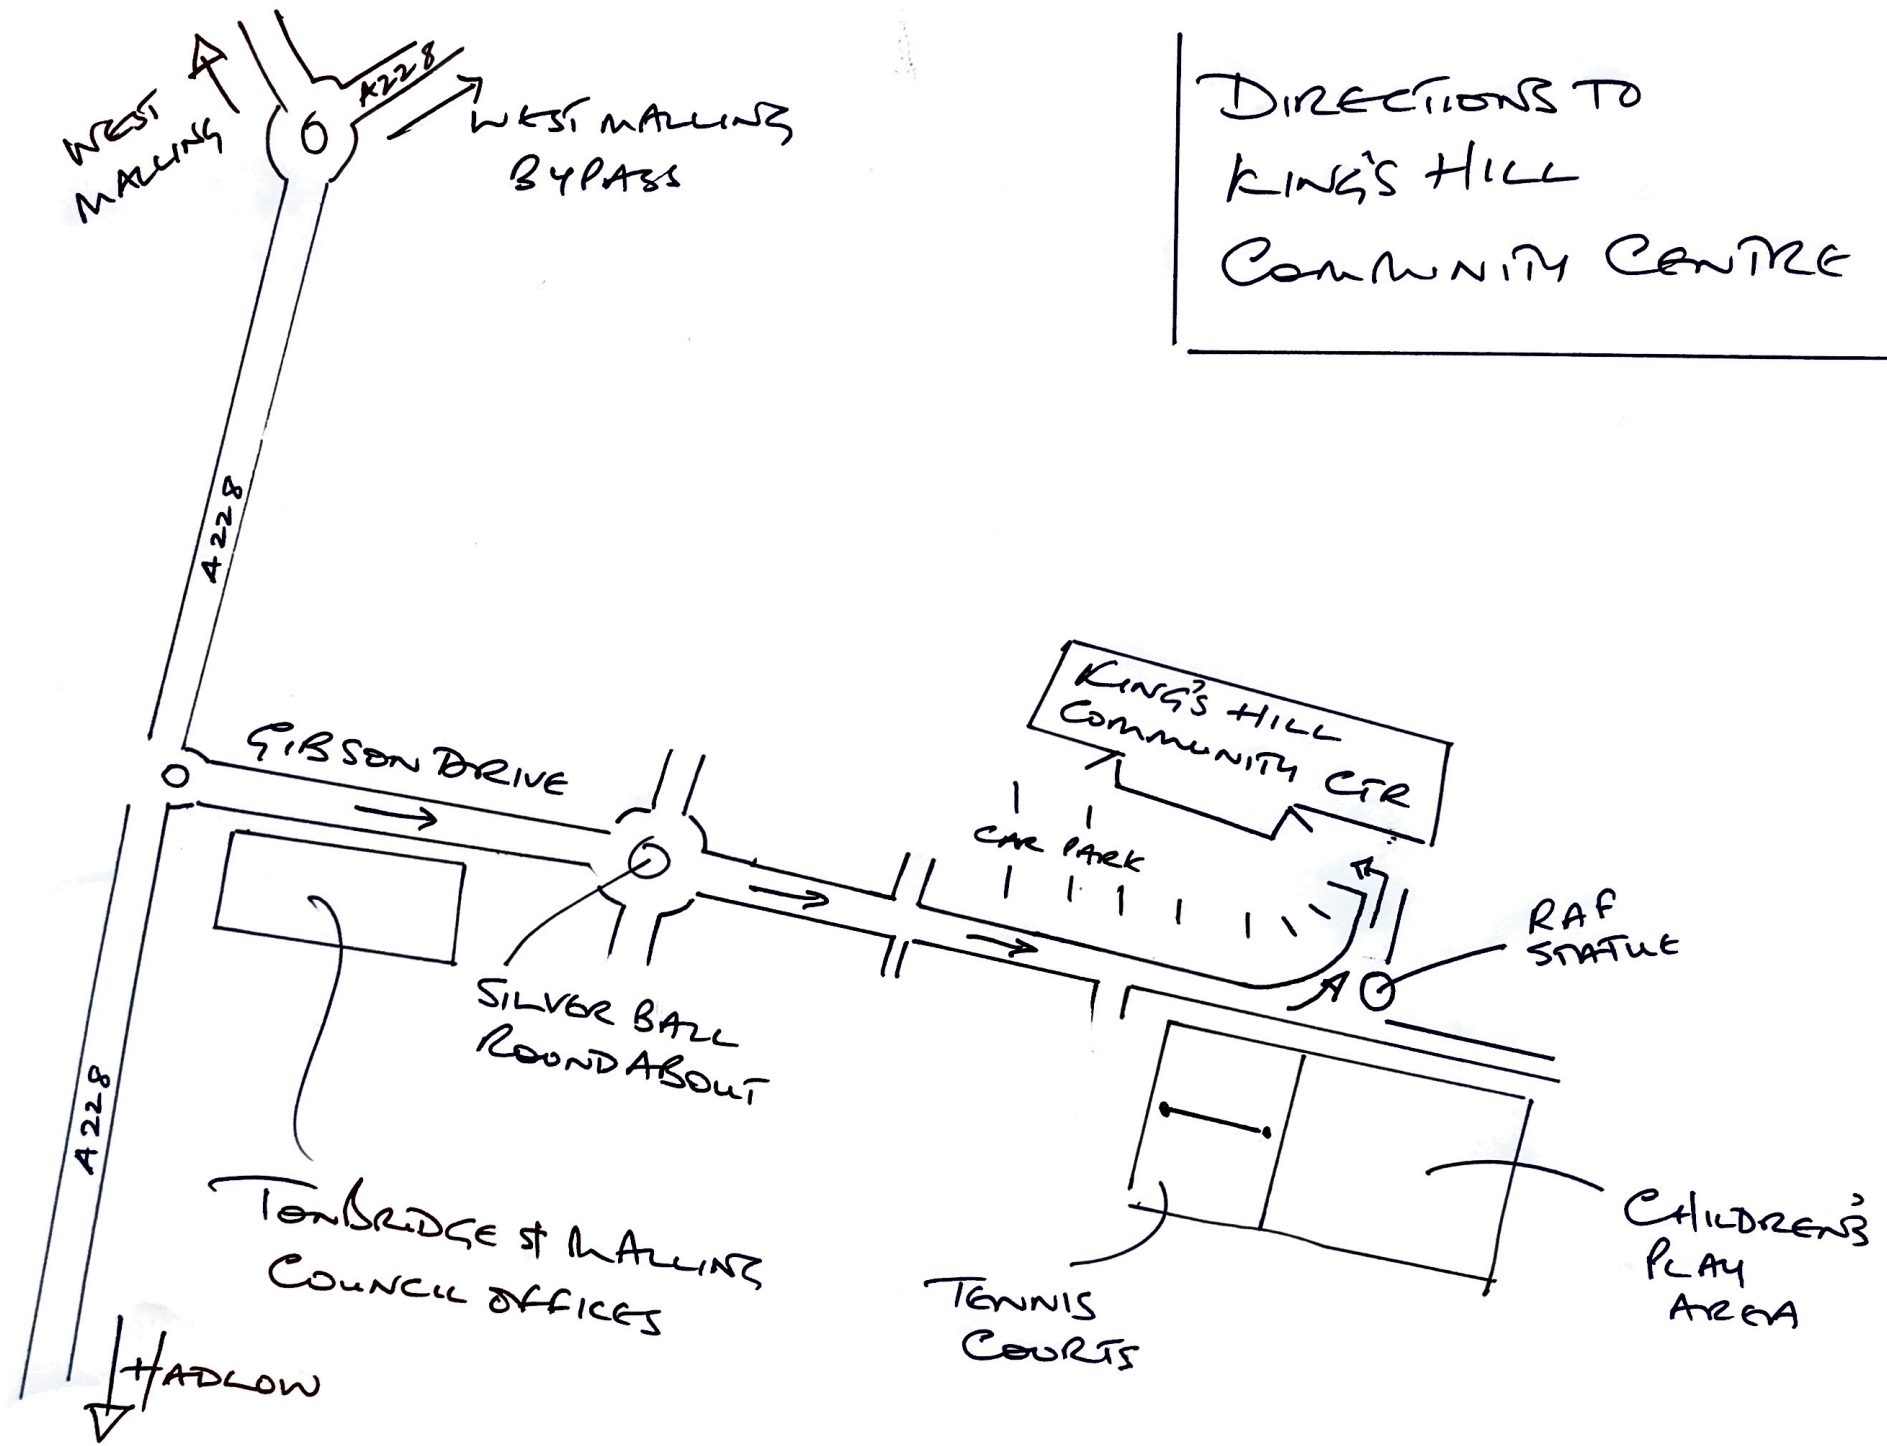 DIRECTIONS TO
KING'S HILL
COMMUNITY CENTRE
WEST
MALLING
A228
WEST MALLING
BYPASS
A228
GIBSON DRIVE
KING'S HILL
COMMUNITY CTR
CAR PARK
RAF
STATUE
SILVER BALL
ROUNDABOUT
A228
TONBRIDGE & MALLING
COUNCIL OFFICES
TENNIS
COURTS
CHILDREN'S
PLAY
AREA
HADLOW